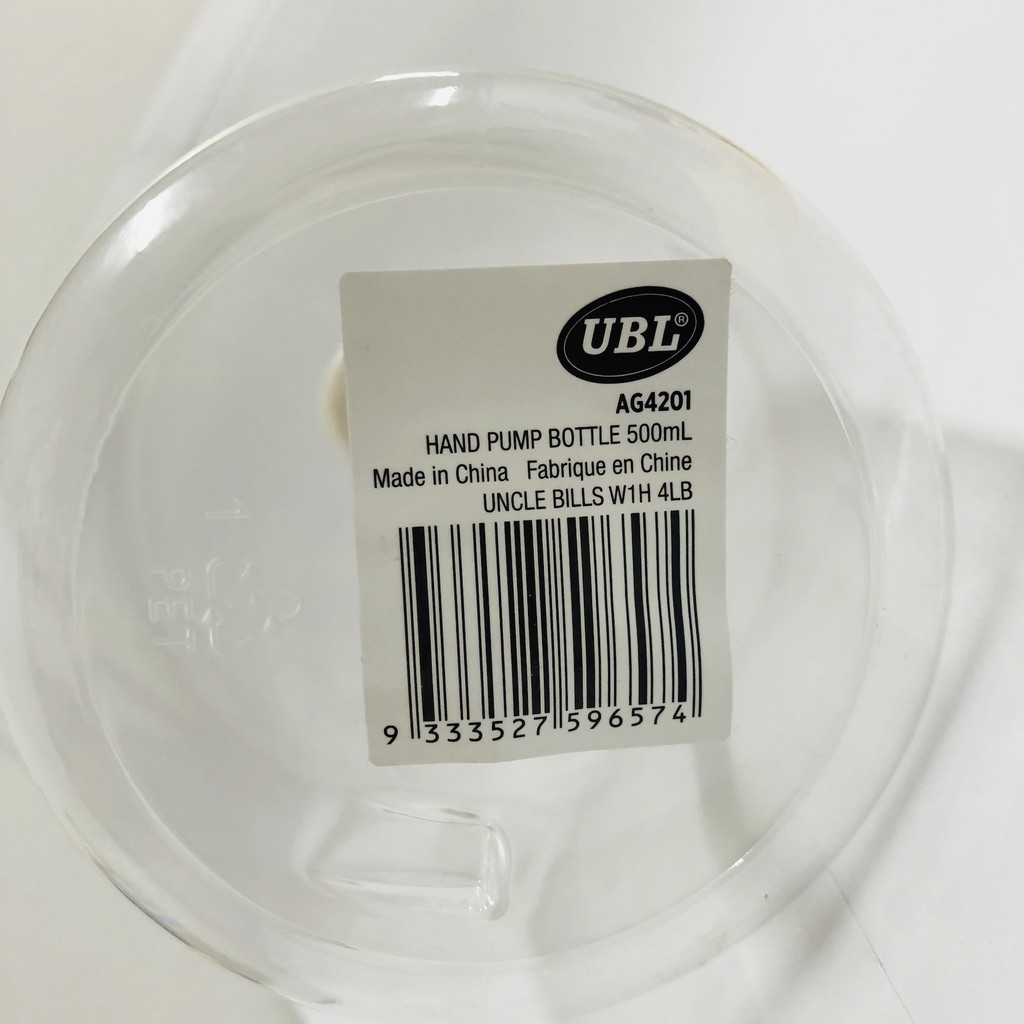 UBL®
AG4201
HAND PUMP BOTTLE 500mL
Made in China Fabrique en Chine
UNCLE BILLS W1H 4LB
9 333527 596574
1
PET